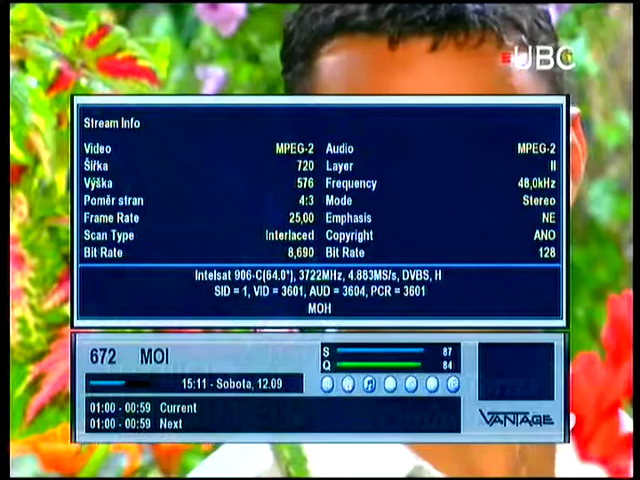 UBC
Stream Info
Video MPEG-2 Audio MPEG-2
Šířka 720 Layer II
Výška 576 Frequency 48,0kHz
Poměr stran 4:3 Mode Stereo
Frame Rate 25,00 Emphasis NE
Scan Type Interlaced Copyright ANO
Bit Rate 8,690 Bit Rate 128
Intelsat 906-C(64.0°), 3722MHz, 4.883MS/s, DVBS, H
SID = 1, VID = 3601, AUD = 3604, PCR = 3601
MOH
672 MOI
S 87
Q 84
15:11 - Sobota, 12.09
01:00 - 00:59 Current
01:00 - 00:59 Next
VANTAGE